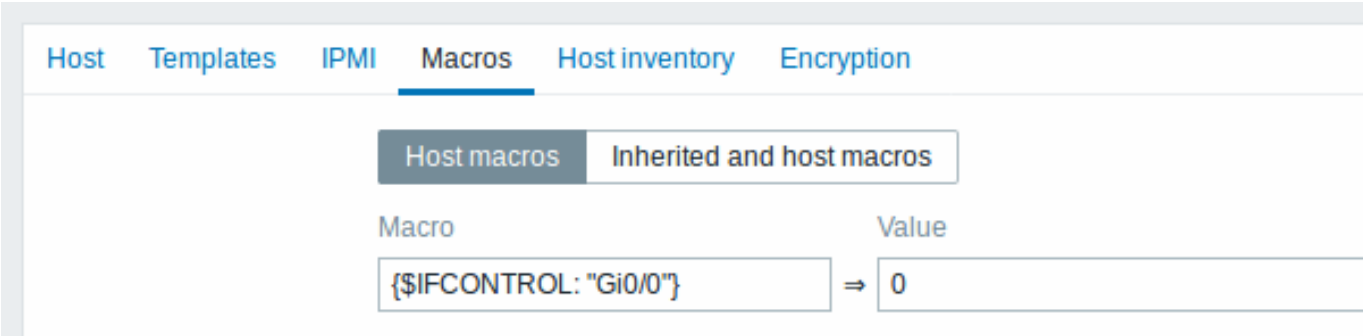 Host Templates IPMI Macros Host inventory Encryption
Host macros Inherited and host macros
Macro Value
{$IFCONTROL: "Gi0/0"} ⇒ 0